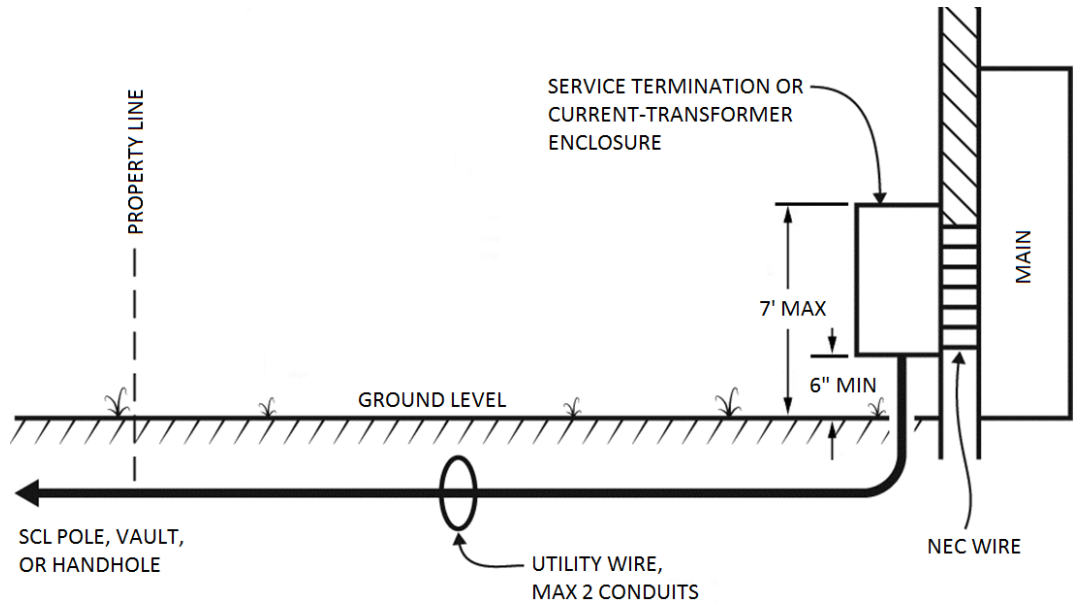 SERVICE TERMINATION OR
CURRENT-TRANSFORMER
ENCLOSURE
PROPERTY LINE
MAIN
7' MAX
6" MIN
GROUND LEVEL
SCL POLE, VAULT,
OR HANDHOLE
UTILITY WIRE,
MAX 2 CONDUITS
NEC WIRE